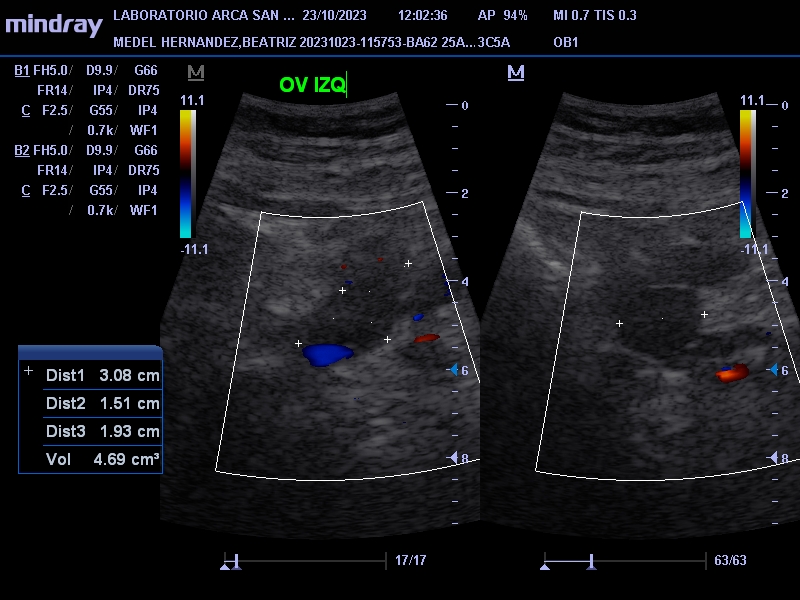 mindray
LABORATORIO ARCA SAN ... 23/10/2023 12:02:36 AP 94% MI 0.7 TIS 0.3
MEDEL HERNANDEZ,BEATRIZ 20231023-115753-BA62 25A... 3C5A OB1
B1 FH5.0/ D9.9/ G66
FR14/ IP4/ DR75
C F2.5/ G55/ IP4
/ 0.7k/ WF1
B2 FH5.0/ D9.9/ G66
FR14/ IP4/ DR75
C F2.5/ G55/ IP4
/ 0.7k/ WF1
M
OV IZQ
11.1
-11.1
0
2
4
6
8
17/17
M
11.1
-11.1
0
2
4
6
8
63/63
+ Dist1 3.08 cm
Dist2 1.51 cm
Dist3 1.93 cm
Vol 4.69 cm³